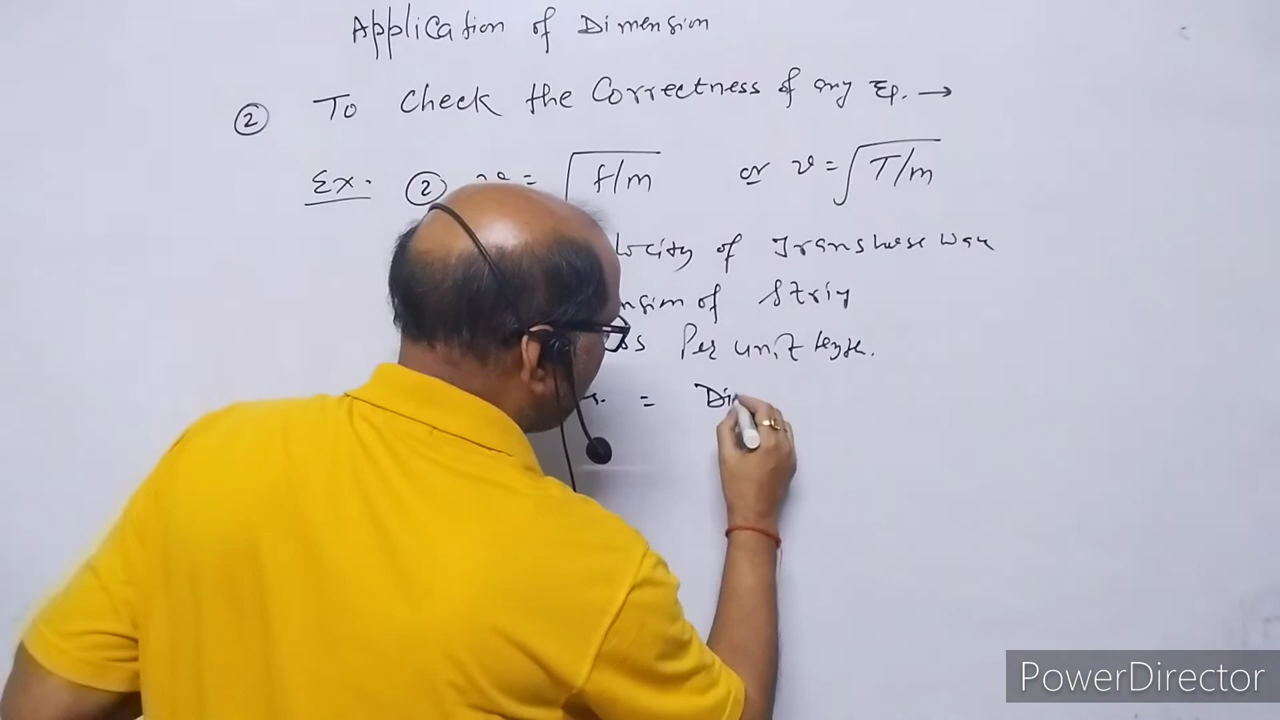 Application of Dimension
② To Check the Correctness of any Eq. →
Ex. ② v = √f/m or v = √T/m
locity of Transverse Wave
nsion of String
ss Per unit length.
= Di
PowerDirector